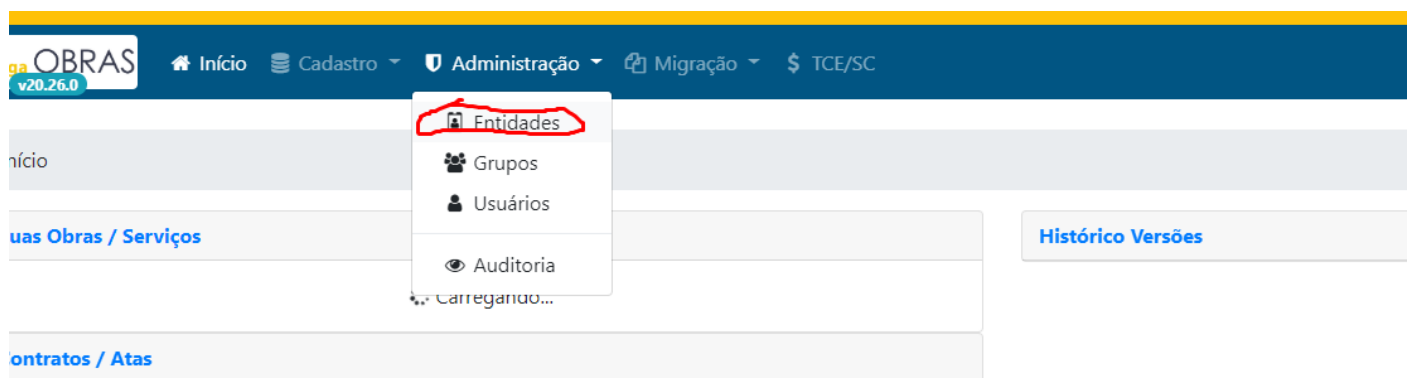 ga OBRAS
v20.26.0
Início Cadastro Administração Migração TCE/SC
Entidades
nício
Grupos
Usuários
uas Obras / Serviços
Histórico Versões
Auditoria
Carregando...
ontratos / Atas